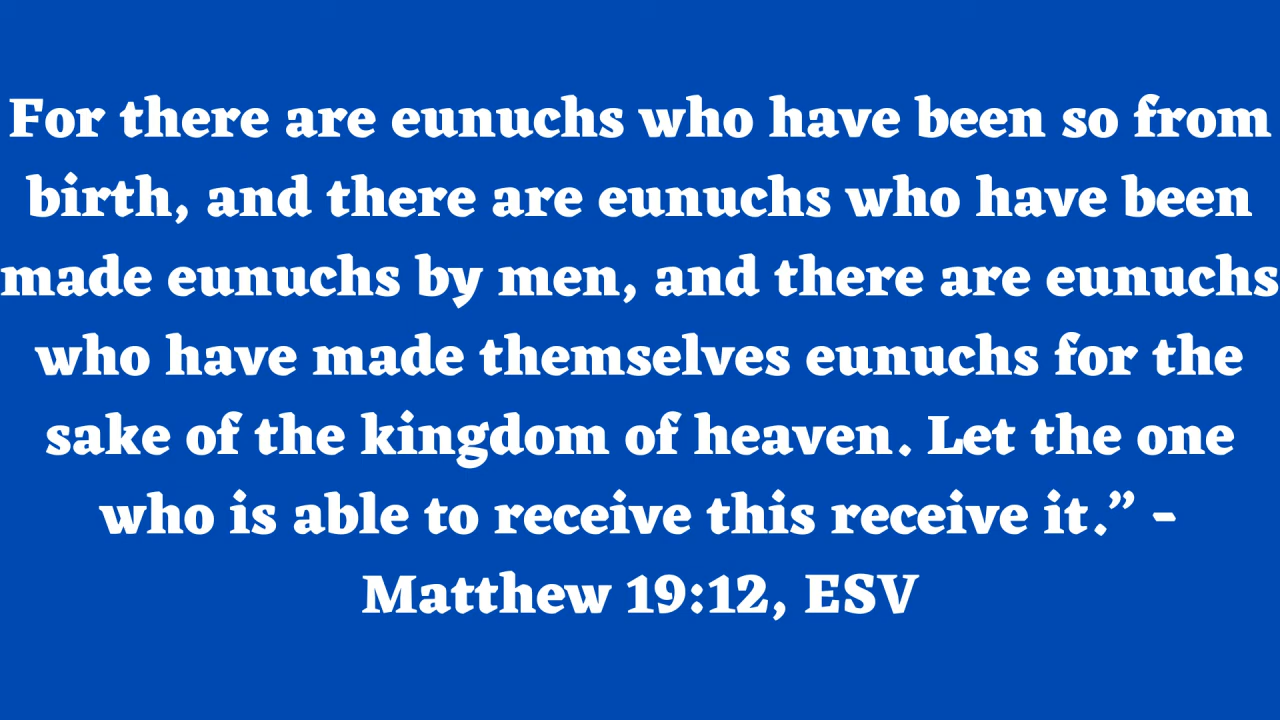 For there are eunuchs who have been so from
birth, and there are eunuchs who have been
made eunuchs by men, and there are eunuchs
who have made themselves eunuchs for the
sake of the kingdom of heaven. Let the one
who is able to receive this receive it.” -
Matthew 19:12, ESV